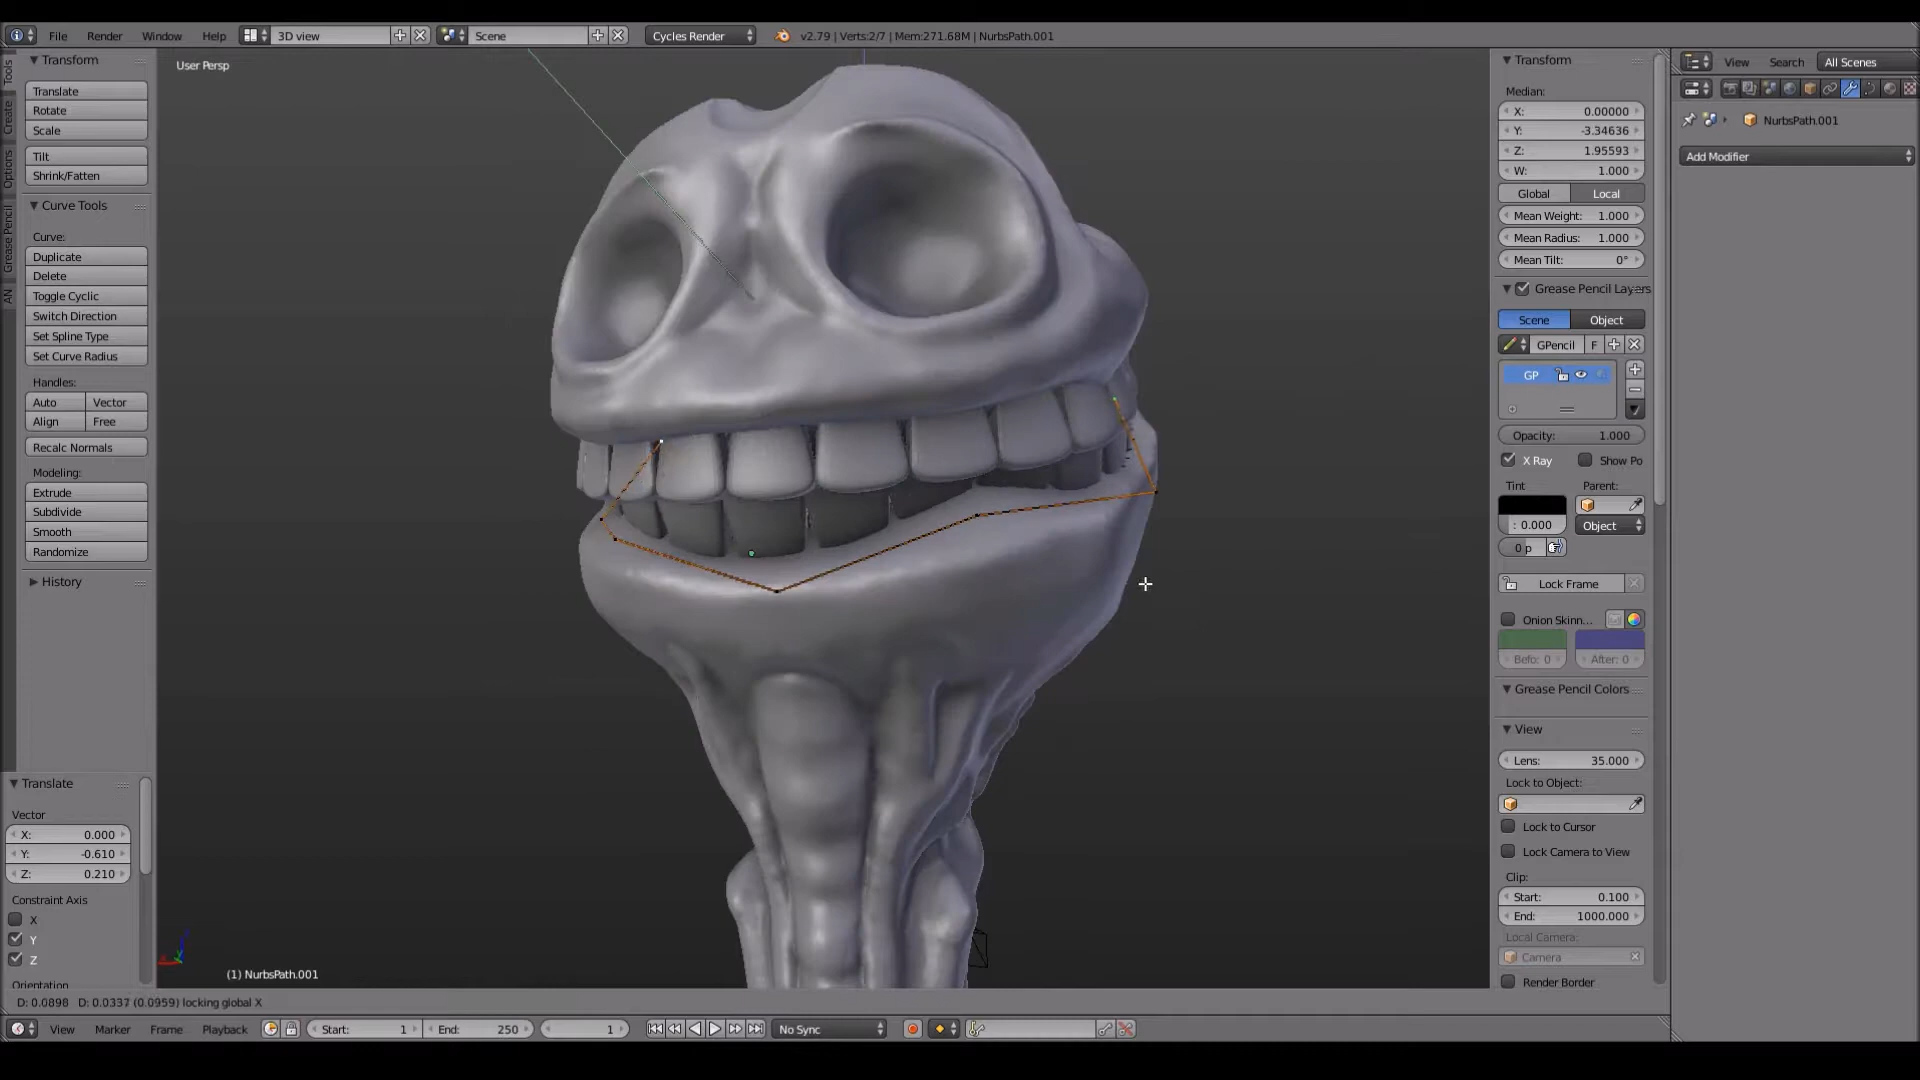 File Render Window Help 3D view Scene Cycles Render v2.79 | Verts:2/7 | Mem:271.68M | NurbsPath.001
User Persp
Tools
Create
Options
Grease Pencil
AN
Transform
Translate
Rotate
Scale
Tilt
Shrink/Fatten
Curve Tools
Curve:
Duplicate
Delete
Toggle Cyclic
Switch Direction
Set Spline Type
Set Curve Radius
Handles:
Auto Vector
Align Free
Recalc Normals
Modeling:
Extrude
Subdivide
Smooth
Randomize
History
Translate
Vector
X: 0.000
Y: -0.610
Z: 0.210
Constraint Axis
X
Y
Z
Orientation
(1) NurbsPath.001
D: 0.0898 D: 0.0337 (0.0959) locking global X
View Marker Frame Playback Start: 1 End: 250 1 No Sync
Transform
Median:
X: 0.00000
Y: -3.34636
Z: 1.95593
W: 1.000
Global Local
Mean Weight: 1.000
Mean Radius: 1.000
Mean Tilt: 0°
Grease Pencil Layers
Scene Object
GPencil F
GP
Opacity: 1.000
X Ray Show Po
Tint Parent:
: 0.000 Object
0 p
Lock Frame
Onion Skinn...
Befo: 0 After: 0
Grease Pencil Colors
View
Lens: 35.000
Lock to Object:
Lock to Cursor
Lock Camera to View
Clip:
Start: 0.100
End: 1000.000
Local Camera:
Camera
Render Border
View Search All Scenes
NurbsPath.001
Add Modifier